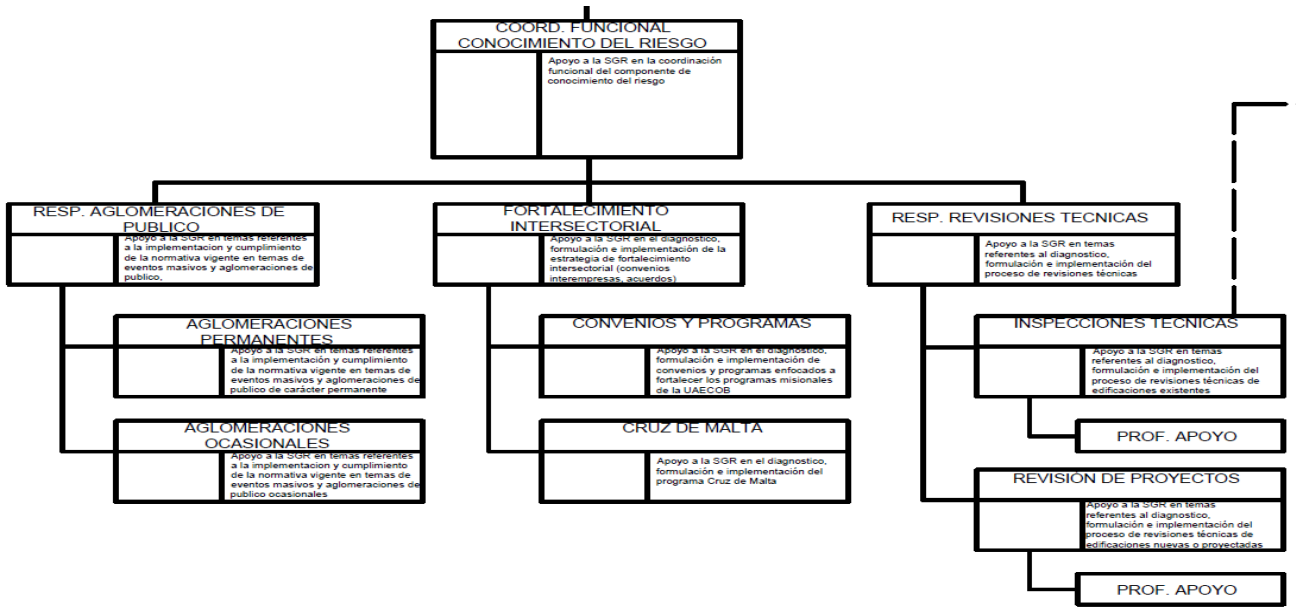 COORD. FUNCIONAL
CONOCIMIENTO DEL RIESGO
Apoyo a la SGR en la coordinación
funcional del componente de
conocimiento del riesgo
RESP. AGLOMERACIONES DE
PUBLICO
Apoyo a la SGR en temas referentes
a la implementacion y cumplimiento
de la normativa vigente en temas de
eventos masivos y aglomeraciones de
publico,
AGLOMERACIONES
PERMANENTES
Apoyo a la SGR en temas referentes
a la implementación y cumplimiento
de la normativa vigente en temas de
eventos masivos y aglomeraciones de
publico de carácter permanente
AGLOMERACIONES
OCASIONALES
Apoyo a la SGR en temas referentes
a la implementacion y cumplimiento
de la normativa vigente en temas de
eventos masivos y aglomeraciones de
publico ocasionales
FORTALECIMIENTO
INTERSECTORIAL
Apoyo a la SGR en el diagnostico,
formulación e implementación de la
estrategia de fortalecimiento
intersectorial (convenios
interempresas, acuerdos)
CONVENIOS Y PROGRAMAS
Apoyo a la SGR en el diagnostico,
formulación e implementación de
convenios y programas enfocados a
fortalecer los programas misionales
de la UAECOB
CRUZ DE MALTA
Apoyo a la SGR en el diagnostico,
formulación e implementación del
programa Cruz de Malta
RESP. REVISIONES TECNICAS
Apoyo a la SGR en temas
referentes al diagnostico,
formulación e implementación del
proceso de revisiones técnicas
INSPECCIONES TECNICAS
Apoyo a la SGR en temas
referentes al diagnostico,
formulación e implementación del
proceso de revisiones técnicas de
edificaciones existentes
PROF. APOYO
REVISIÓN DE PROYECTOS
Apoyo a la SGR en temas
referentes al diagnostico,
formulación e implementación del
proceso de revisiones técnicas de
edificaciones nuevas o proyectadas
PROF. APOYO